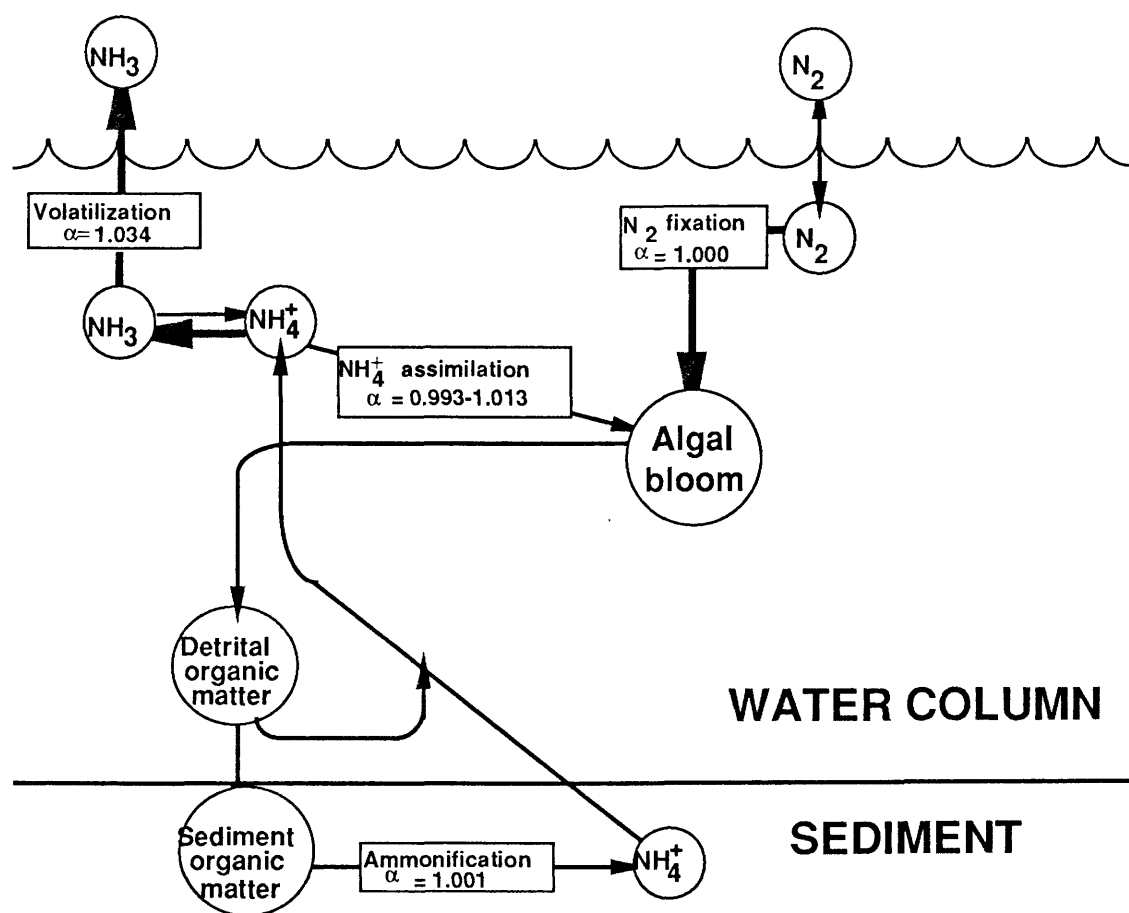 NH3
N2
Volatilization
α= 1.034
N2 fixation
α = 1.000
N2
NH3
NH4+
NH4+ assimilation
α = 0.993-1.013
Algal
bloom
Detrital
organic
matter
WATER COLUMN
SEDIMENT
Sediment
organic
matter
Ammonification
α = 1.001
NH4+